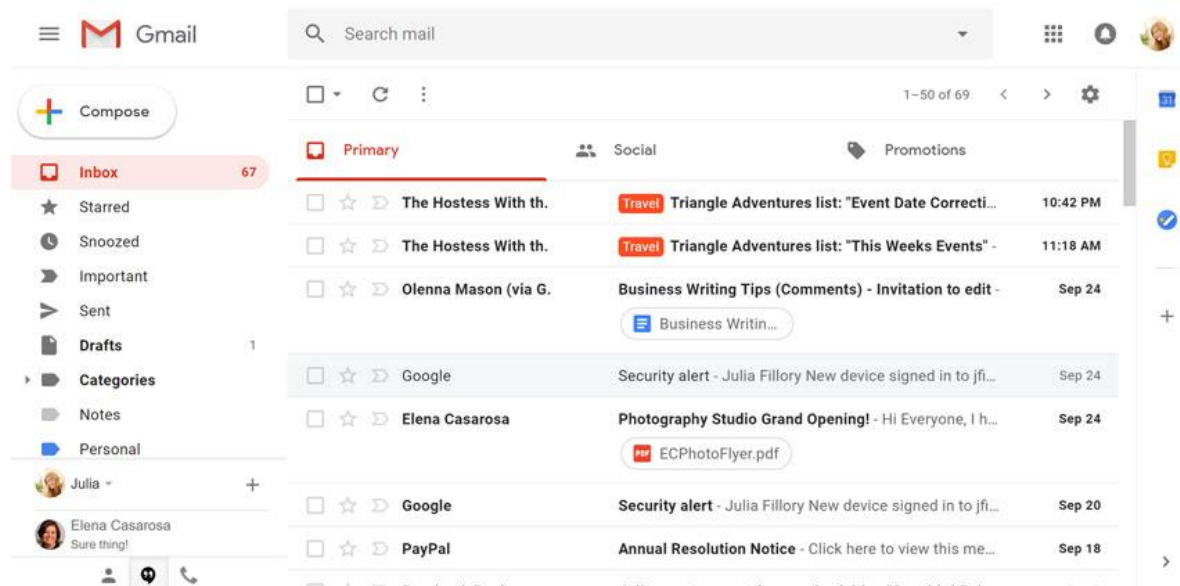 Gmail
Search mail
Compose
1–50 of 69
31
Primary
Social
Promotions
Inbox 67
Starred
Snoozed
Important
Sent
Drafts 1
Categories
Notes
Personal
Julia
Elena Casarosa
Sure thing!
The Hostess With th. Travel Triangle Adventures list: "Event Date Correcti... 10:42 PM
The Hostess With th. Travel Triangle Adventures list: "This Weeks Events" - 11:18 AM
Olenna Mason (via G. Business Writing Tips (Comments) - Invitation to edit - Sep 24
Business Writin...
Google Security alert - Julia Fillory New device signed in to jfi... Sep 24
Elena Casarosa Photography Studio Grand Opening! - Hi Everyone, I h... Sep 24
PDF ECPhotoFlyer.pdf
Google Security alert - Julia Fillory New device signed in to jfi... Sep 20
PayPal Annual Resolution Notice - Click here to view this me... Sep 18